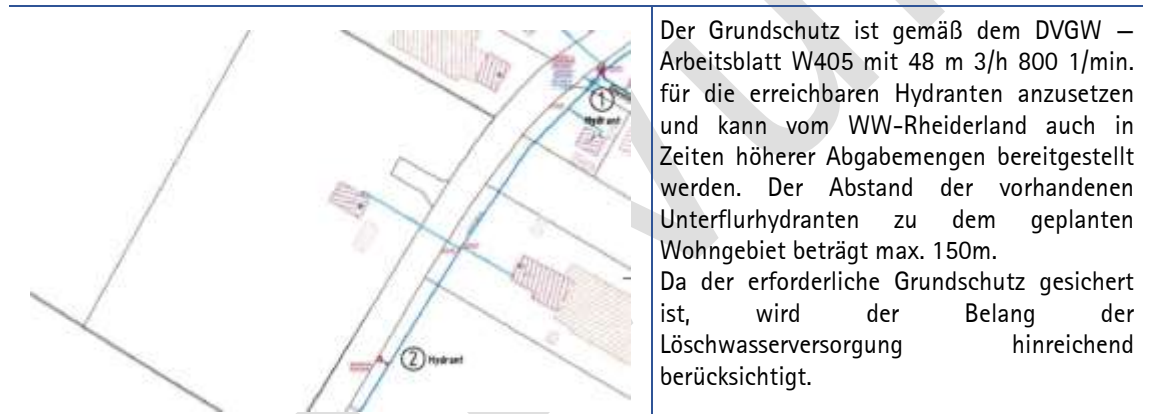 1
Hydrant
2 Hydrant
Der Grundschutz ist gemäß dem DVGW –
Arbeitsblatt W405 mit 48 m 3/h 800 1/min.
für die erreichbaren Hydranten anzusetzen
und kann vom WW-Rheiderland auch in
Zeiten höherer Abgabemengen bereitgestellt
werden. Der Abstand der vorhandenen
Unterflurhydranten zu dem geplanten
Wohngebiet beträgt max. 150m.
Da der erforderliche Grundschutz gesichert
ist, wird der Belang der
Löschwasserversorgung hinreichend
berücksichtigt.